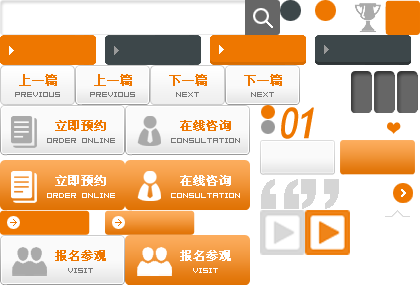 上一篇 上一篇 下一篇 下一篇
PREVIOUS PREVIOUS NEXT NEXT
立即预约 在线咨询
ORDER ONLINE CONSULTATION
01
立即预约 在线咨询
ORDER ONLINE CONSULTATION
报名参观 报名参观
VISIT VISIT